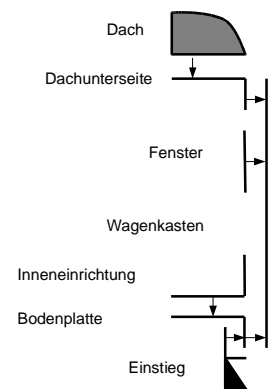 Dach
Dachunterseite
Fenster
Wagenkasten
Inneneinrichtung
Bodenplatte
Einstieg